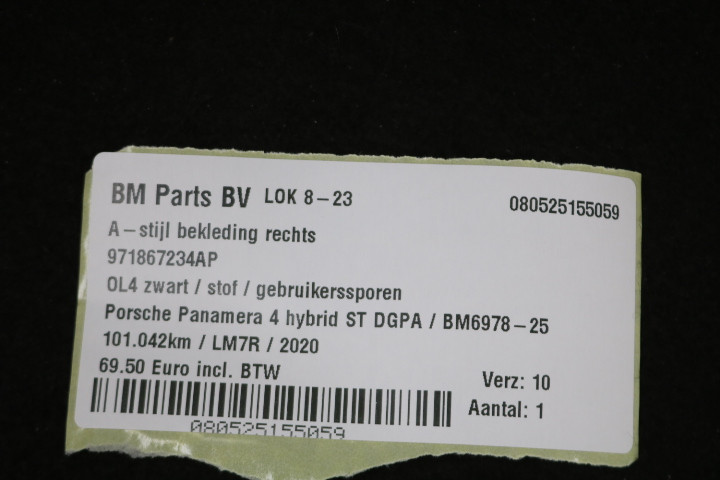 BM Parts BV LOK 8-23 080525155059
A-stijl bekleding rechts
971867234AP
OL4 zwart / stof / gebruikerssporen
Porsche Panamera 4 hybrid ST DGPA / BM6978-25
101.042km / LM7R / 2020
69.50 Euro incl. BTW
Verz: 10
Aantal: 1
080525155059